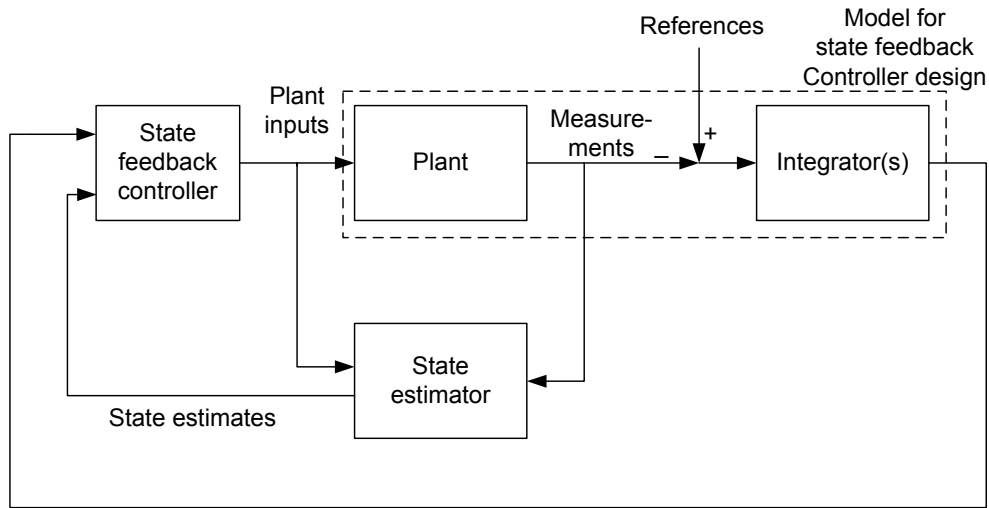 References
Model for
state feedback
Controller design
Plant
inputs
Measure-
ments
State
feedback
controller
Plant
–
+
Integrator(s)
State
estimator
State estimates